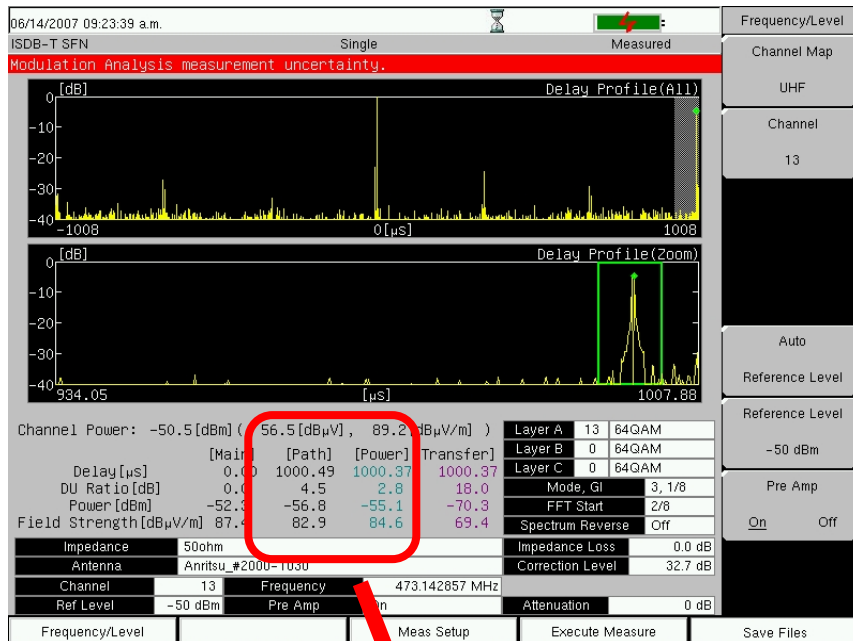 06/14/2007 09:23:39 a.m.
ISDB-T SFN Single Measured
Modulation Analysis measurement uncertainty.
[dB] Delay Profile(All)
0
-10
-20
-30
-40
-1008 0[µs] 1008
[dB] Delay Profile(Zoom)
0
-10
-20
-30
-40
934.05 [µs] 1007.88
Channel Power: -50.5[dBm]( 56.5[dBµV], 89.2[dBµV/m] )
[Main] [Path] [Power] [Transfer]
Delay[µs] 0.00 1000.49 1000.37 1000.37
DU Ratio[dB] 0.0 4.5 2.8 18.0
Power[dBm] -52.3 -56.8 -55.1 -70.3
Field Strength[dBµV/m] 87.4 82.9 84.6 69.4
Layer A 13 64QAM
Layer B 0 64QAM
Layer C 0 64QAM
Mode, GI 3, 1/8
FFT Start 2/8
Spectrum Reverse Off
Impedance 50ohm Impedance Loss 0.0 dB
Antenna Anritsu_#2000-1030 Correction Level 32.7 dB
Channel 13 Frequency 473.142857 MHz
Ref Level -50 dBm Pre Amp On Attenuation 0 dB
Frequency/Level Meas Setup Execute Measure Save Files
Frequency/Level
Channel Map
UHF
Channel
13
Auto
Reference Level
Reference Level
-50 dBm
Pre Amp
On Off